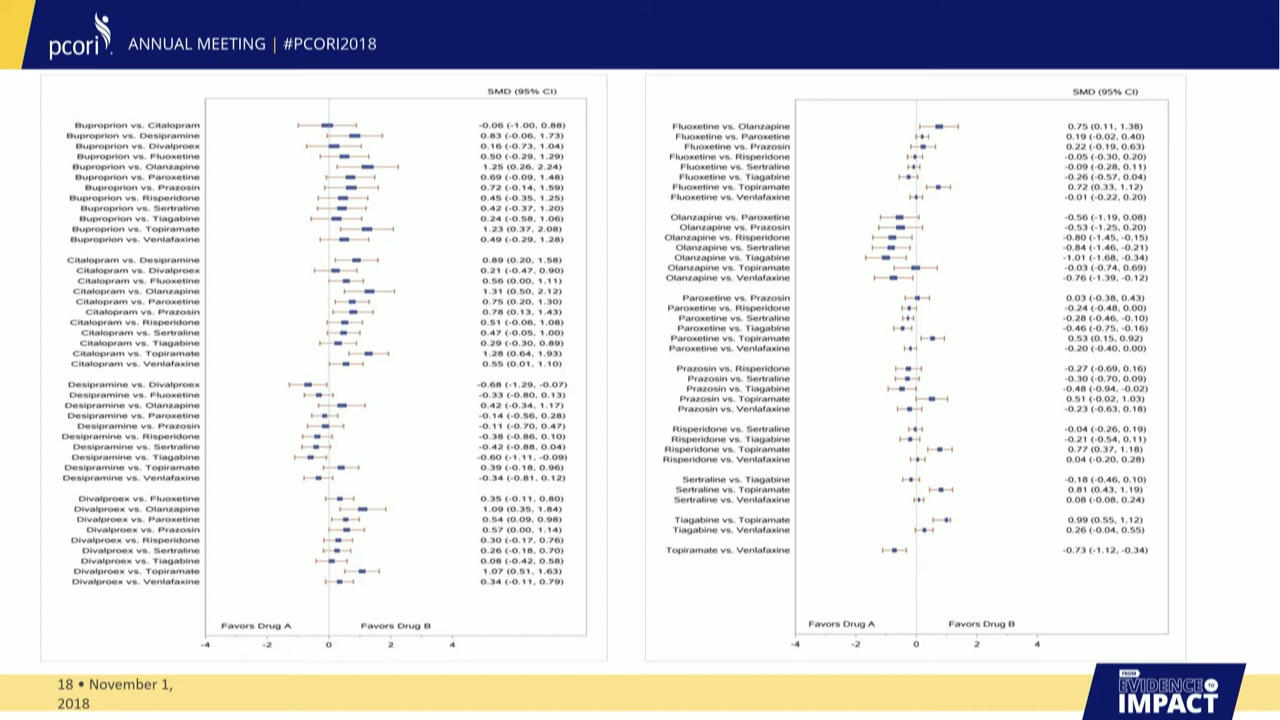 pcori
ANNUAL MEETING | #PCORI2018
SMD (95% CI)
Buproprion vs. Citalopram -0.06 (-1.00, 0.88)
Buproprion vs. Desipramine 0.83 (-0.06, 1.73)
Buproprion vs. Divalproex 0.16 (-0.73, 1.04)
Buproprion vs. Fluoxetine 0.50 (-0.29, 1.29)
Buproprion vs. Olanzapine 1.25 (0.26, 2.24)
Buproprion vs. Paroxetine 0.69 (-0.09, 1.48)
Buproprion vs. Prazosin 0.72 (-0.14, 1.59)
Buproprion vs. Risperidone 0.45 (-0.35, 1.25)
Buproprion vs. Sertraline 0.42 (-0.37, 1.20)
Buproprion vs. Tiagabine 0.24 (-0.58, 1.06)
Buproprion vs. Topiramate 1.23 (0.37, 2.08)
Buproprion vs. Venlafaxine 0.49 (-0.29, 1.28)
Citalopram vs. Desipramine 0.89 (0.20, 1.58)
Citalopram vs. Divalproex 0.21 (-0.47, 0.90)
Citalopram vs. Fluoxetine 0.56 (0.00, 1.11)
Citalopram vs. Olanzapine 1.31 (0.50, 2.12)
Citalopram vs. Paroxetine 0.75 (0.20, 1.30)
Citalopram vs. Prazosin 0.78 (0.13, 1.43)
Citalopram vs. Risperidone 0.51 (-0.06, 1.08)
Citalopram vs. Sertraline 0.47 (-0.05, 1.00)
Citalopram vs. Tiagabine 0.29 (-0.30, 0.89)
Citalopram vs. Topiramate 1.28 (0.64, 1.93)
Citalopram vs. Venlafaxine 0.55 (0.01, 1.10)
Desipramine vs. Divalproex -0.68 (-1.29, -0.07)
Desipramine vs. Fluoxetine -0.33 (-0.80, 0.13)
Desipramine vs. Olanzapine 0.42 (-0.34, 1.17)
Desipramine vs. Paroxetine -0.14 (-0.56, 0.28)
Desipramine vs. Prazosin -0.11 (-0.70, 0.47)
Desipramine vs. Risperidone -0.38 (-0.86, 0.10)
Desipramine vs. Sertraline -0.42 (-0.88, 0.04)
Desipramine vs. Tiagabine -0.60 (-1.11, -0.09)
Desipramine vs. Topiramate 0.39 (-0.18, 0.96)
Desipramine vs. Venlafaxine -0.34 (-0.81, 0.12)
Divalproex vs. Fluoxetine 0.35 (-0.11, 0.80)
Divalproex vs. Olanzapine 1.09 (0.35, 1.84)
Divalproex vs. Paroxetine 0.54 (0.09, 0.98)
Divalproex vs. Prazosin 0.57 (0.00, 1.14)
Divalproex vs. Risperidone 0.30 (-0.17, 0.76)
Divalproex vs. Sertraline 0.26 (-0.18, 0.70)
Divalproex vs. Tiagabine 0.08 (-0.42, 0.58)
Divalproex vs. Topiramate 1.07 (0.51, 1.63)
Divalproex vs. Venlafaxine 0.34 (-0.11, 0.79)
Favors Drug A Favors Drug B
-4 -2 0 2 4
SMD (95% CI)
Fluoxetine vs. Olanzapine 0.75 (0.11, 1.38)
Fluoxetine vs. Paroxetine 0.19 (-0.02, 0.40)
Fluoxetine vs. Prazosin 0.22 (-0.19, 0.63)
Fluoxetine vs. Risperidone -0.05 (-0.30, 0.20)
Fluoxetine vs. Sertraline -0.09 (-0.28, 0.11)
Fluoxetine vs. Tiagabine -0.26 (-0.57, 0.04)
Fluoxetine vs. Topiramate 0.72 (0.33, 1.12)
Fluoxetine vs. Venlafaxine -0.01 (-0.22, 0.20)
Olanzapine vs. Paroxetine -0.56 (-1.19, 0.08)
Olanzapine vs. Prazosin -0.53 (-1.25, 0.20)
Olanzapine vs. Risperidone -0.80 (-1.45, -0.15)
Olanzapine vs. Sertraline -0.84 (-1.46, -0.21)
Olanzapine vs. Tiagabine -1.01 (-1.68, -0.34)
Olanzapine vs. Topiramate -0.03 (-0.74, 0.69)
Olanzapine vs. Venlafaxine -0.76 (-1.39, -0.12)
Paroxetine vs. Prazosin 0.03 (-0.38, 0.43)
Paroxetine vs. Risperidone -0.24 (-0.48, 0.00)
Paroxetine vs. Sertraline -0.28 (-0.46, -0.10)
Paroxetine vs. Tiagabine -0.46 (-0.75, -0.16)
Paroxetine vs. Topiramate 0.53 (0.15, 0.92)
Paroxetine vs. Venlafaxine -0.20 (-0.40, 0.00)
Prazosin vs. Risperidone -0.27 (-0.69, 0.16)
Prazosin vs. Sertraline -0.30 (-0.70, 0.09)
Prazosin vs. Tiagabine -0.48 (-0.94, -0.02)
Prazosin vs. Topiramate 0.51 (-0.02, 1.03)
Prazosin vs. Venlafaxine -0.23 (-0.63, 0.18)
Risperidone vs. Sertraline -0.04 (-0.26, 0.19)
Risperidone vs. Tiagabine -0.21 (-0.54, 0.11)
Risperidone vs. Topiramate 0.77 (0.37, 1.18)
Risperidone vs. Venlafaxine 0.04 (-0.20, 0.28)
Sertraline vs. Tiagabine -0.18 (-0.46, 0.10)
Sertraline vs. Topiramate 0.81 (0.43, 1.19)
Sertraline vs. Venlafaxine 0.08 (-0.08, 0.24)
Tiagabine vs. Topiramate 0.99 (0.55, 1.12)
Tiagabine vs. Venlafaxine 0.26 (-0.04, 0.55)
Topiramate vs. Venlafaxine -0.73 (-1.12, -0.34)
Favors Drug A Favors Drug B
-4 -2 0 2 4
18 • November 1,
2018
FROM
EVIDENCE TO
IMPACT